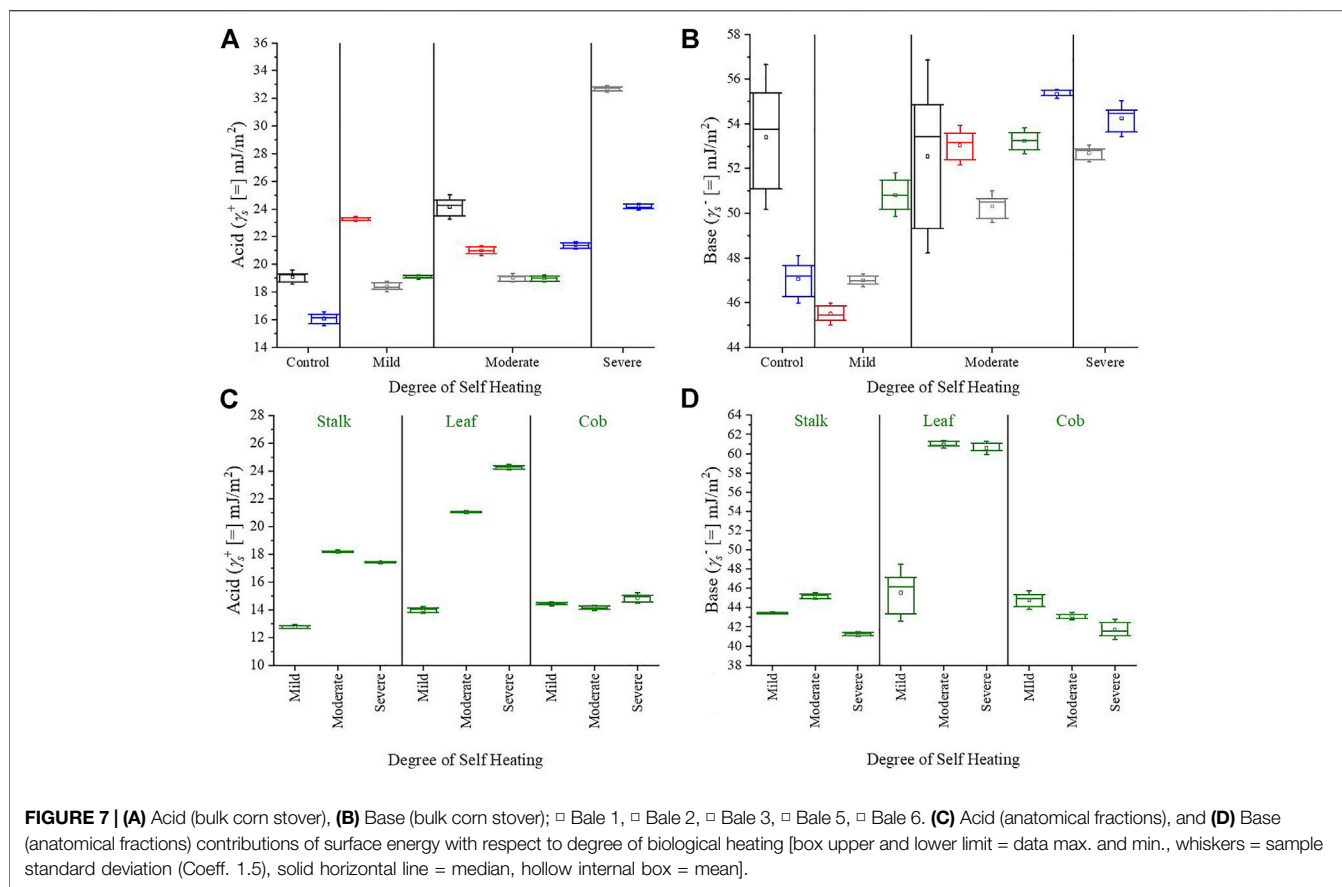 A
36
34
32
30
28
26
24
22
20
18
16
14
Acid (γs+ [=] mJ/m²
Control Mild Moderate Severe
Degree of Self Heating
B
58
56
54
52
50
48
46
44
Base (γs- [=] mJ/m²
Control Mild Moderate Severe
Degree of Self Heating
C
Stalk Leaf Cob
28
26
24
22
20
18
16
14
12
10
Acid (γs+ [=] mJ/m²
Mild Moderate Severe Mild Moderate Severe Mild Moderate Severe
Degree of Self Heating
D
Stalk Leaf Cob
64
62
60
58
56
54
52
50
48
46
44
42
40
38
Base (γs- [=] mJ/m²
Mild Moderate Severe Mild Moderate Severe Mild Moderate Severe
Degree of Self Heating
FIGURE 7 | (A) Acid (bulk corn stover), (B) Base (bulk corn stover); □ Bale 1, □ Bale 2, □ Bale 3, □ Bale 5, □ Bale 6. (C) Acid (anatomical fractions), and (D) Base
(anatomical fractions) contributions of surface energy with respect to degree of biological heating [box upper and lower limit = data max. and min., whiskers = sample
standard deviation (Coeff. 1.5), solid horizontal line = median, hollow internal box = mean].